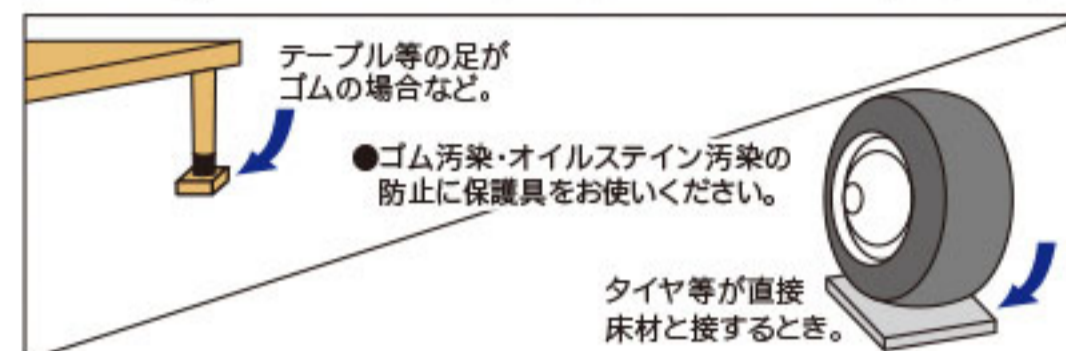 テーブル等の足が
ゴムの場合など。
●ゴム汚染・オイルステイン汚染の
防止に保護具をお使いください。
タイヤ等が直接
床材と接するとき。